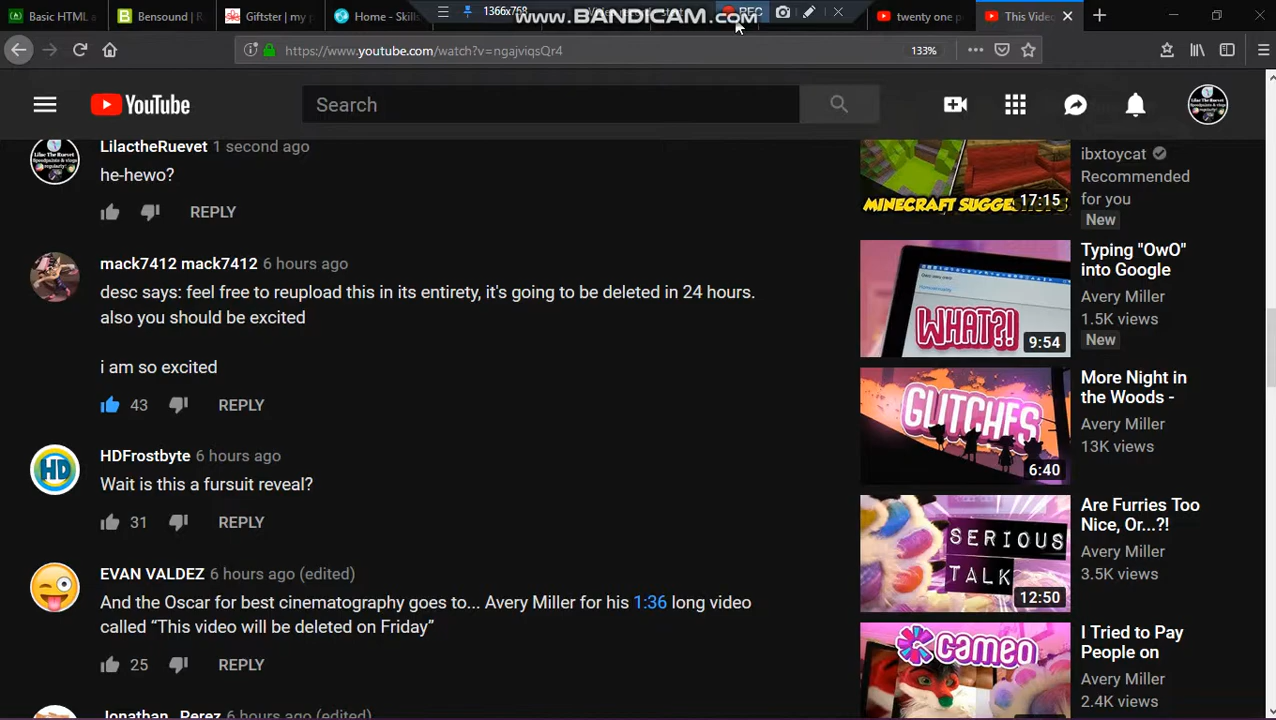 Basic HTML a
Bensound | R
Giftster | my
Home - Skills
1366x768
www.BANDICAM.com
REC
twenty one p
This Video
https://www.youtube.com/watch?v=ngajviqsQr4
133%
YouTube
Search
LilactheRuevet 1 second ago
he-hewo?
REPLY
mack7412 mack7412 6 hours ago
desc says: feel free to reupload this in its entirety, it's going to be deleted in 24 hours.
also you should be excited
i am so excited
43 REPLY
HDFrostbyte 6 hours ago
Wait is this a fursuit reveal?
31 REPLY
EVAN VALDEZ 6 hours ago (edited)
And the Oscar for best cinematography goes to... Avery Miller for his 1:36 long video
called “This video will be deleted on Friday”
25 REPLY
Jonathan Perez 6 hours ago (edited)
MINECRAFT SUGGES
17:15
ibxtoycat
Recommended
for you
New
WHAT?!
9:54
Typing "OwO"
into Google
Avery Miller
1.5K views
New
GLITCHES
6:40
More Night in
the Woods -
Avery Miller
13K views
SERIOUS
TALK
12:50
Are Furries Too
Nice, Or...?!
Avery Miller
3.5K views
cameo
I Tried to Pay
People on
Avery Miller
2.4K views